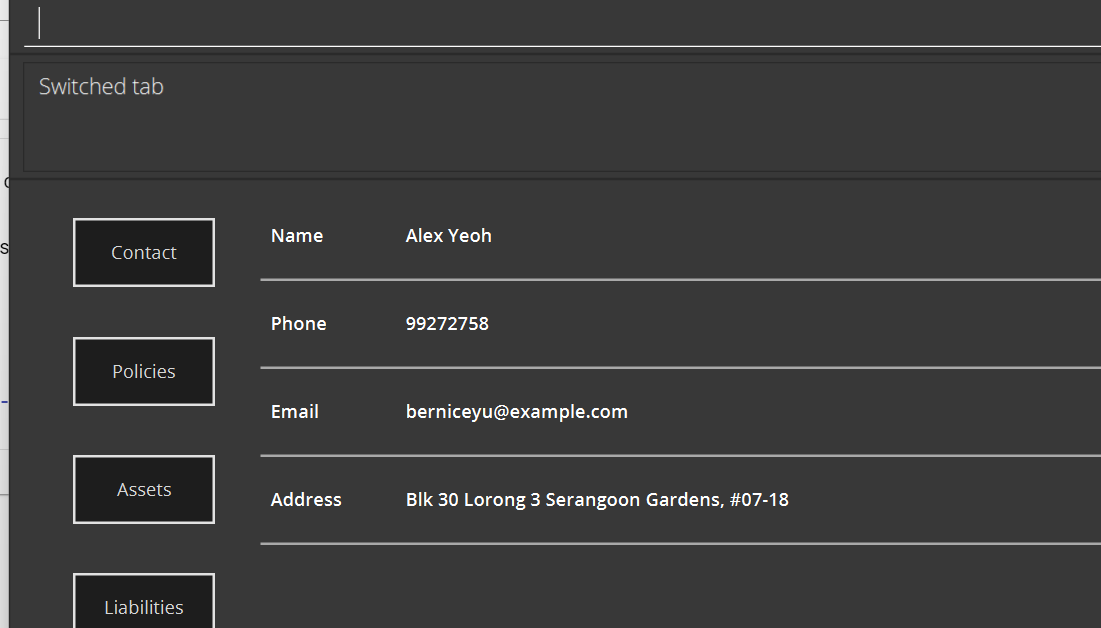 Switched tab
Contact
Name Alex Yeoh
Phone 99272758
Policies
Email berniceyu@example.com
Assets
Address Blk 30 Lorong 3 Serangoon Gardens, #07-18
Liabilities